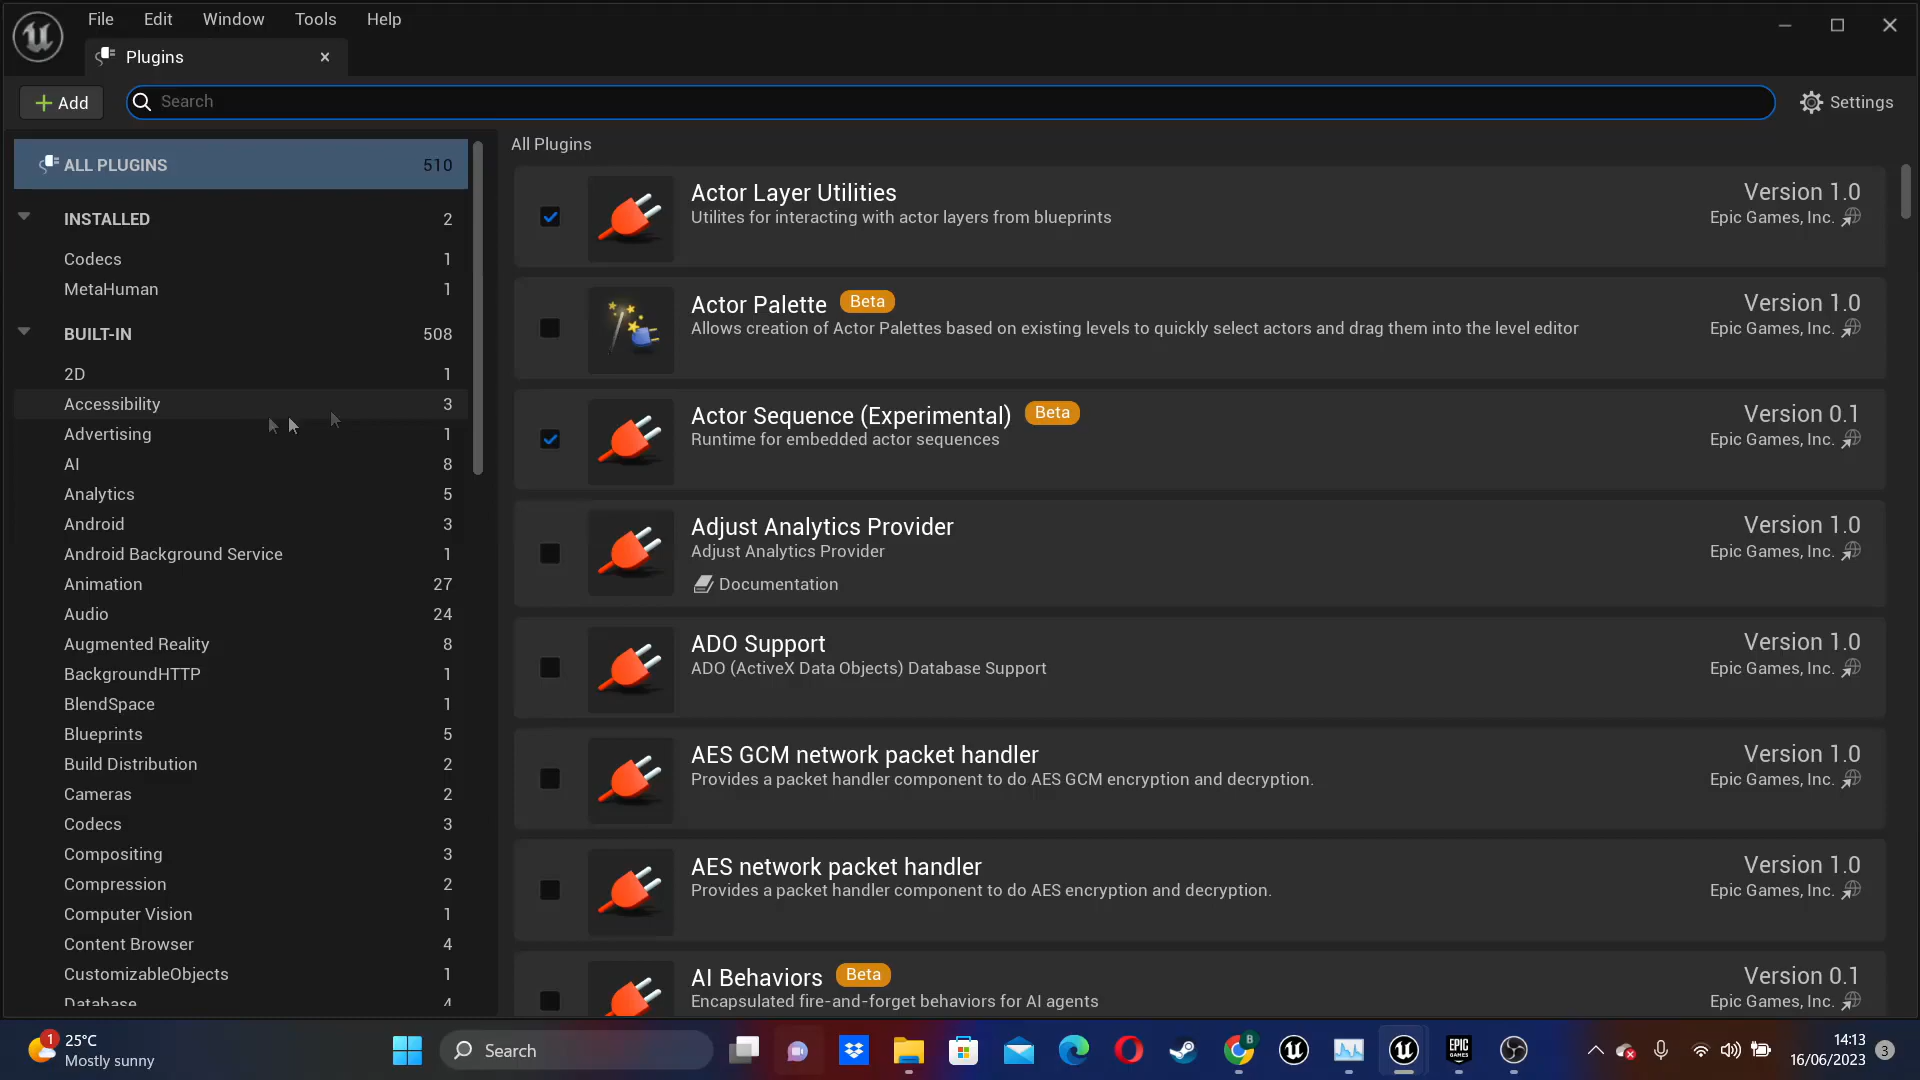 File Edit Window Tools Help
Plugins
Add
Search
Settings
ALL PLUGINS 510
INSTALLED 2
Codecs 1
MetaHuman 1
BUILT-IN 508
2D 1
Accessibility 3
Advertising 1
AI 8
Analytics 5
Android 3
Android Background Service 1
Animation 27
Audio 24
Augmented Reality 8
BackgroundHTTP 1
BlendSpace 1
Blueprints 5
Build Distribution 2
Cameras 2
Codecs 3
Compositing 3
Compression 2
Computer Vision 1
Content Browser 4
CustomizableObjects 1
Database 4
All Plugins
Actor Layer Utilities Version 1.0
Utilites for interacting with actor layers from blueprints Epic Games, Inc.
Actor Palette Beta Version 1.0
Allows creation of Actor Palettes based on existing levels to quickly select actors and drag them into the level editor Epic Games, Inc.
Actor Sequence (Experimental) Beta Version 0.1
Runtime for embedded actor sequences Epic Games, Inc.
Adjust Analytics Provider Version 1.0
Adjust Analytics Provider Epic Games, Inc.
Documentation
ADO Support Version 1.0
ADO (ActiveX Data Objects) Database Support Epic Games, Inc.
AES GCM network packet handler Version 1.0
Provides a packet handler component to do AES GCM encryption and decryption. Epic Games, Inc.
AES network packet handler Version 1.0
Provides a packet handler component to do AES encryption and decryption. Epic Games, Inc.
AI Behaviors Beta Version 0.1
Encapsulated fire-and-forget behaviors for AI agents Epic Games, Inc.
1
25°C
Mostly sunny
Search
B
EPIC
GAMES
14:13
16/06/2023
3